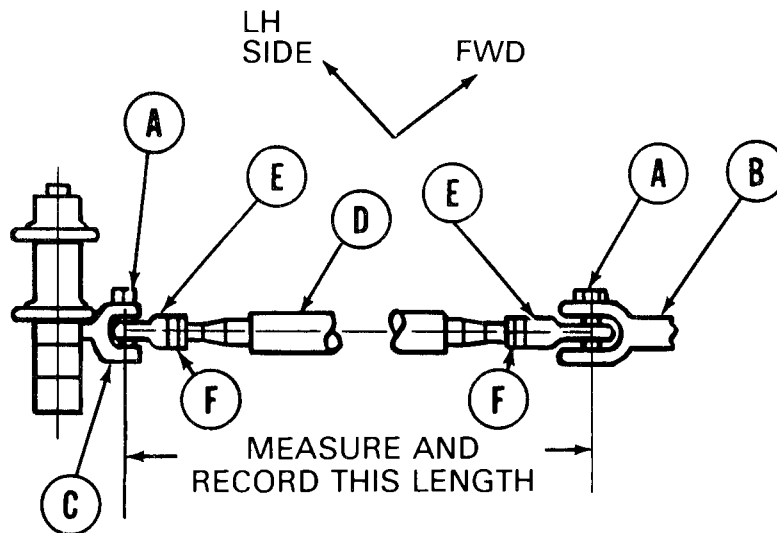 LH
SIDE
FWD
A
E
D
E
A
B
F
F
C
MEASURE AND
RECORD THIS LENGTH